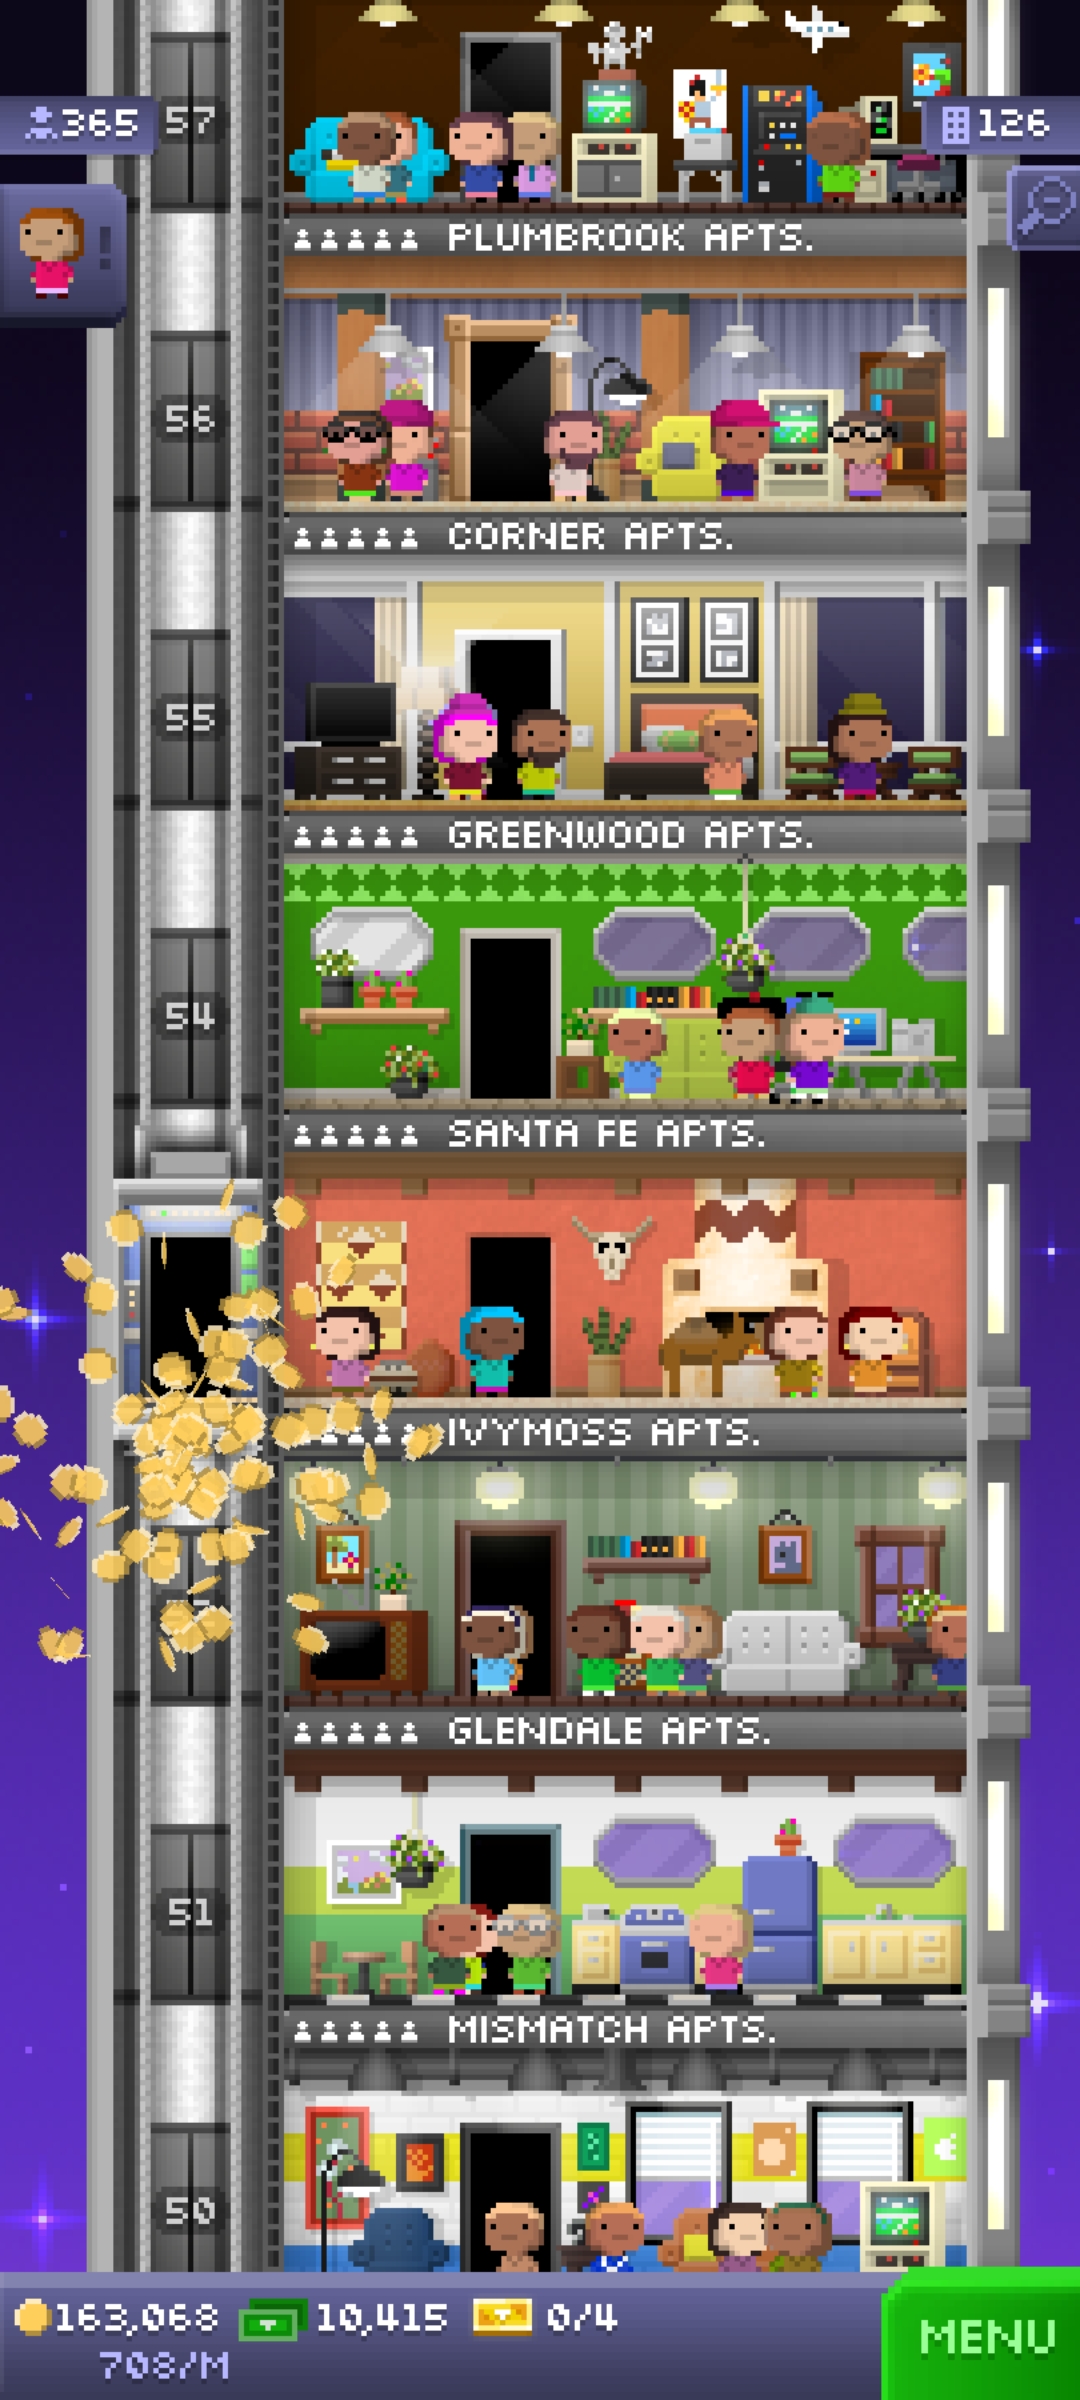 57
365
126
!
PLUMBROOK APTS.
56
CORNER APTS.
55
GREENWOOD APTS.
54
SANTA FE APTS.
IVYMOSS APTS.
GLENDALE APTS.
51
MISMATCH APTS.
50
163,068 10,415 0/4
708/M
MENU